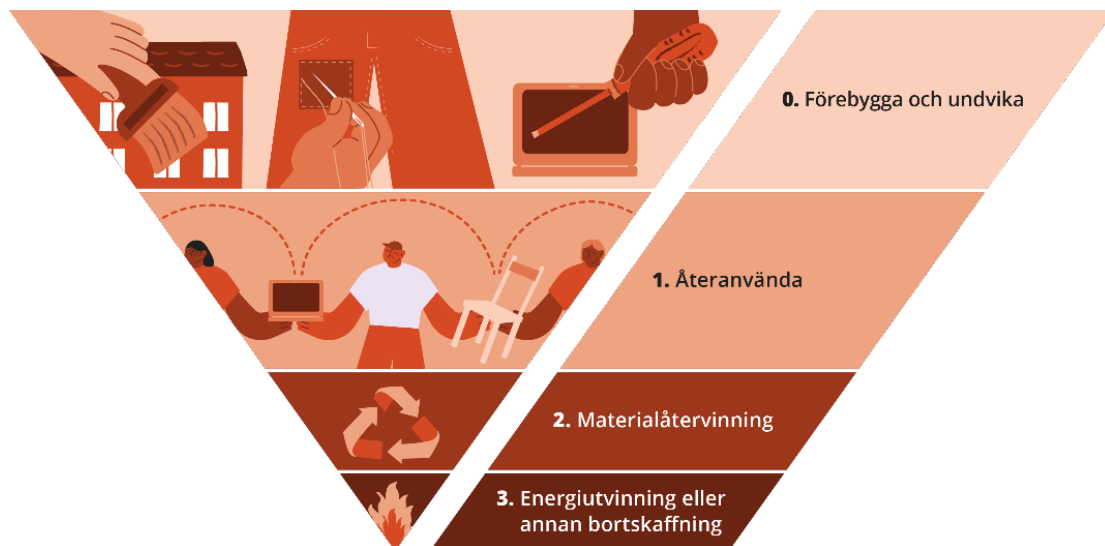 0. Förebygga och undvika
1. Återanvända
2. Materialåtervinning
3. Energiutvinning eller
annan bortskaffning